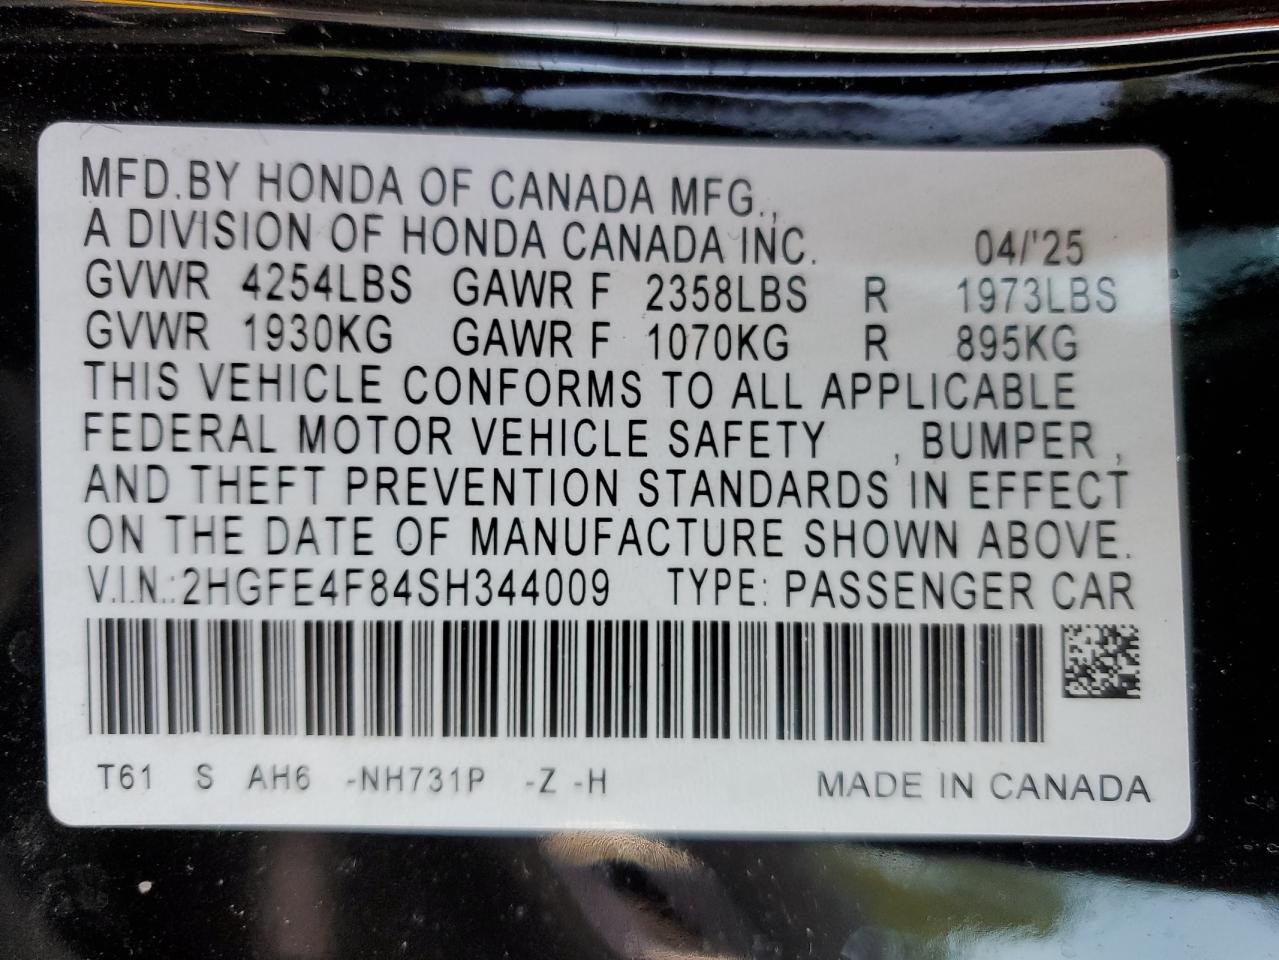 MFD.BY HONDA OF CANADA MFG.,
A DIVISION OF HONDA CANADA INC. 04/'25
GVWR 4254LBS GAWR F 2358LBS R 1973LBS
GVWR 1930KG GAWR F 1070KG R 895KG
THIS VEHICLE CONFORMS TO ALL APPLICABLE
FEDERAL MOTOR VEHICLE SAFETY , BUMPER ,
AND THEFT PREVENTION STANDARDS IN EFFECT
ON THE DATE OF MANUFACTURE SHOWN ABOVE.
V.I.N.:2HGFE4F84SH344009 TYPE: PASSENGER CAR
T61 S AH6 -NH731P -Z -H MADE IN CANADA